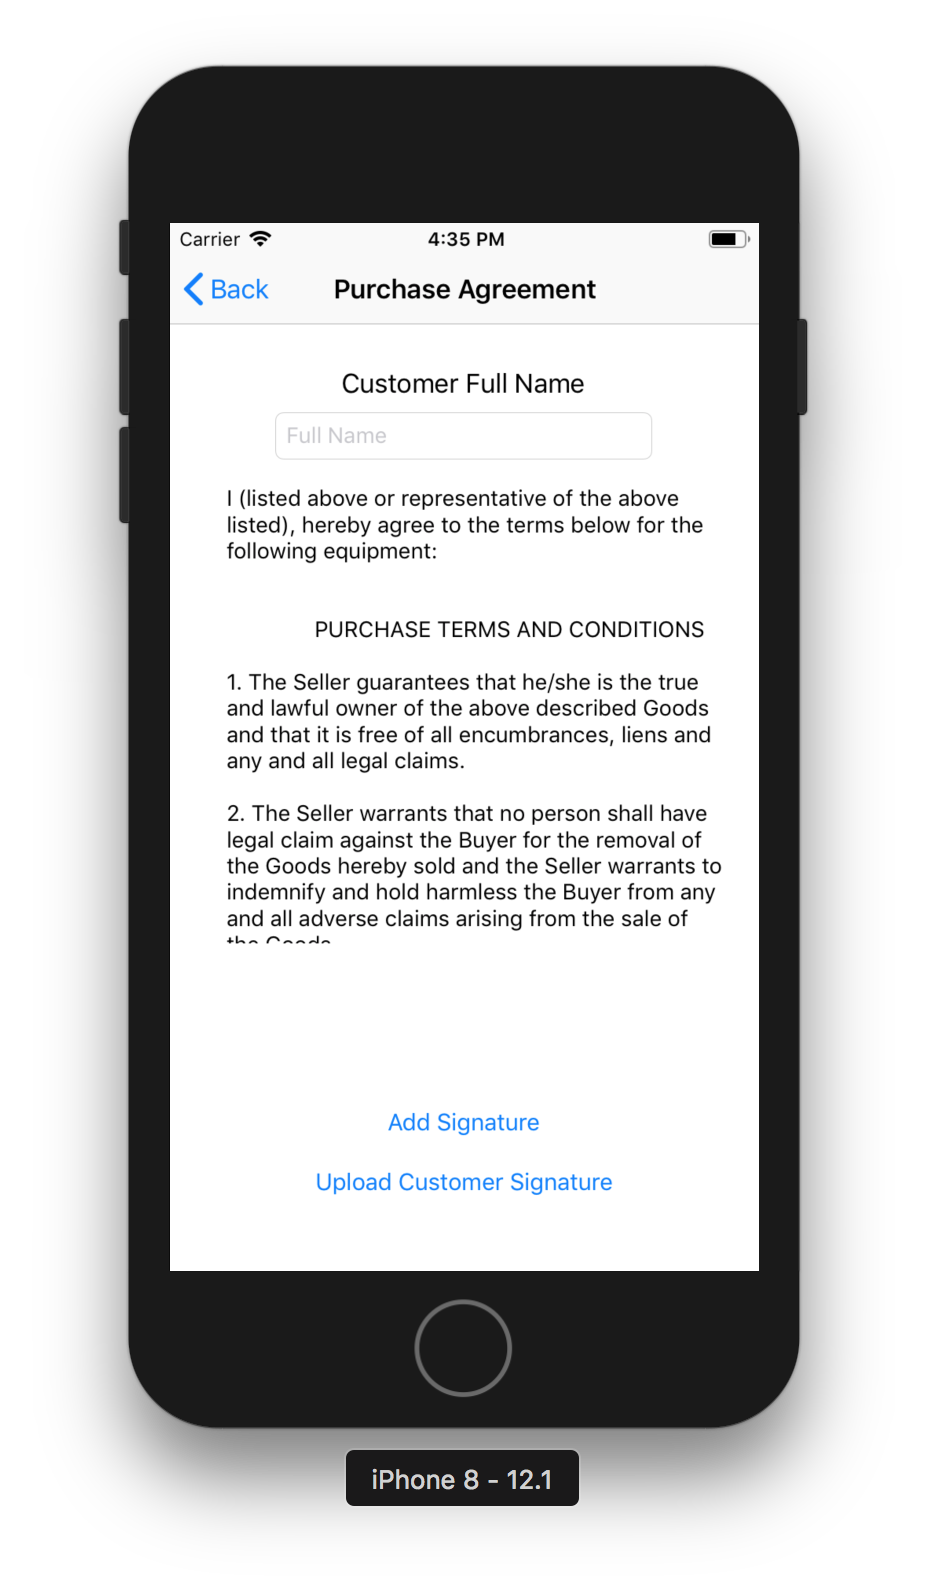 Carrier 4:35 PM
Back Purchase Agreement
Customer Full Name
Full Name
I (listed above or representative of the above
listed), hereby agree to the terms below for the
following equipment:
PURCHASE TERMS AND CONDITIONS
1. The Seller guarantees that he/she is the true
and lawful owner of the above described Goods
and that it is free of all encumbrances, liens and
any and all legal claims.
2. The Seller warrants that no person shall have
legal claim against the Buyer for the removal of
the Goods hereby sold and the Seller warrants to
indemnify and hold harmless the Buyer from any
and all adverse claims arising from the sale of
the Goods
Add Signature
Upload Customer Signature
iPhone 8 - 12.1